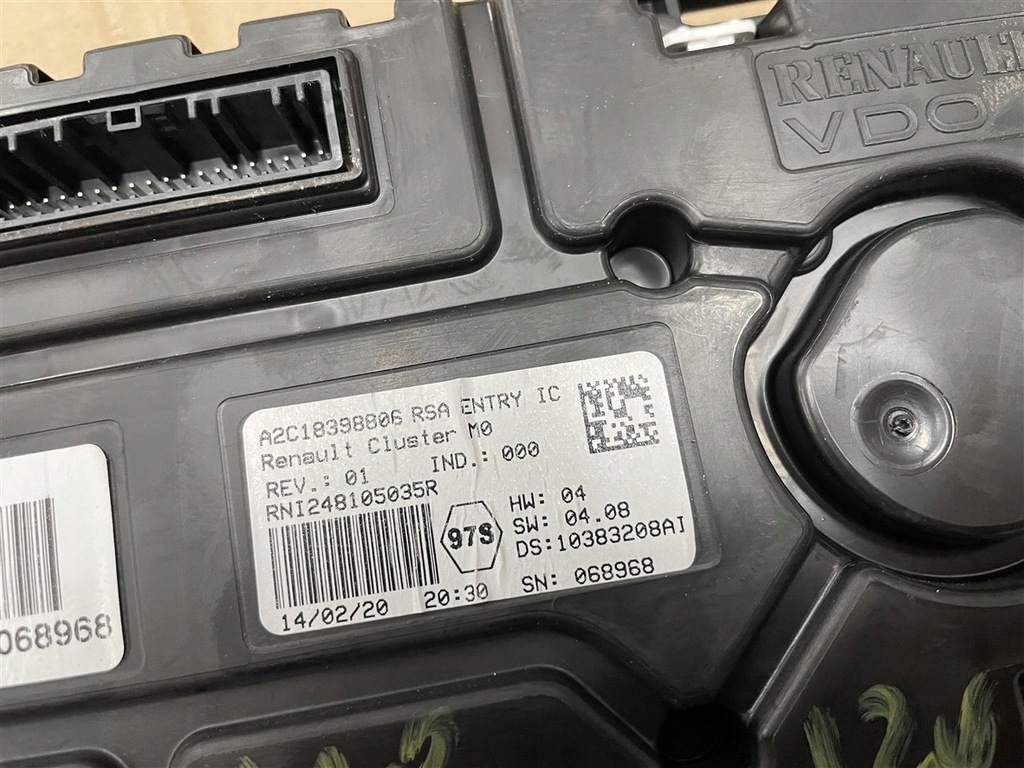 RENAULT
VDO
A2C18398806 RSA ENTRY IC
Renault Cluster M0
REV.: 01 IND.: 000
RNI248105035R
97S
HW: 04
SW: 04.08
DS:10383208AI
14/02/20 20:30 SN: 068968
068968